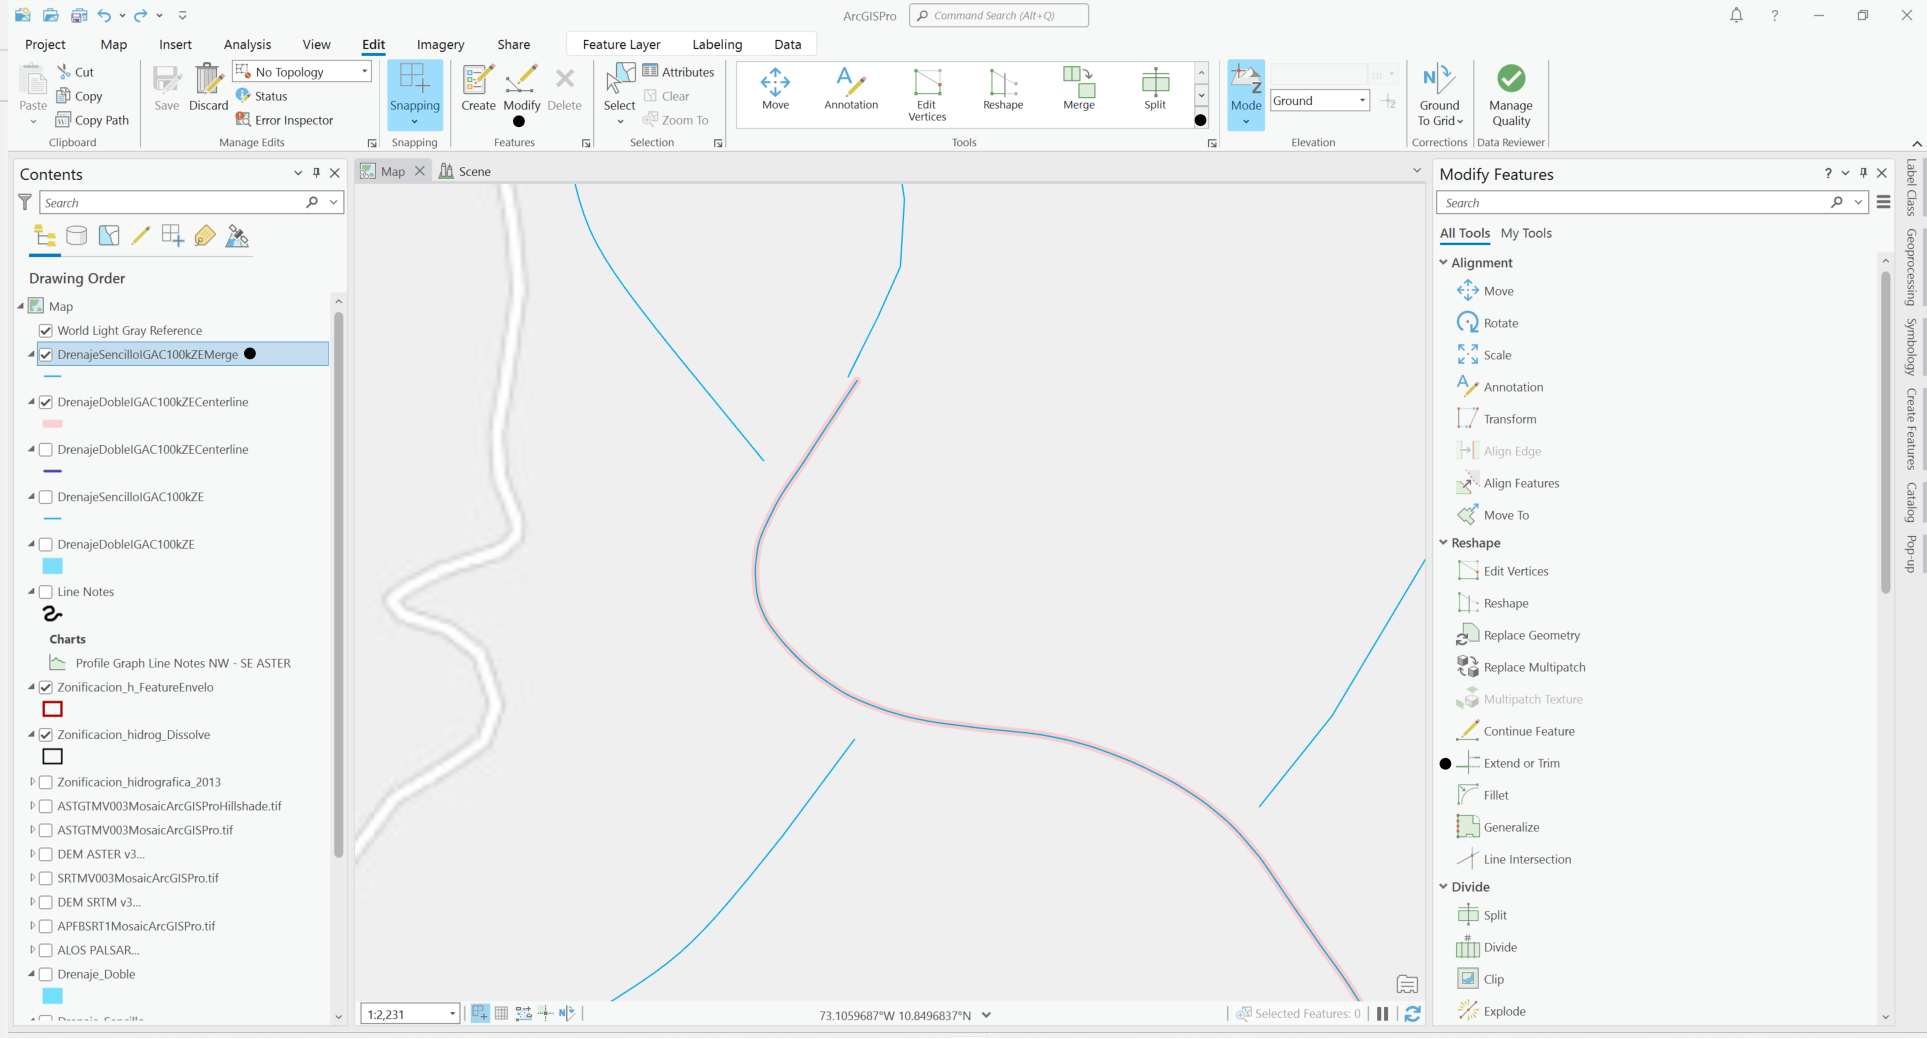 ArcGISPro
Command Search (Alt+Q)
Project
Map
Insert
Analysis
View
Edit
Imagery
Share
Feature Layer
Labeling
Data
Paste
Cut
Copy
Copy Path
Clipboard
Save
Discard
No Topology
Status
Error Inspector
Manage Edits
Snapping
Snapping
Create
Modify
Delete
Features
Select
Attributes
Clear
Zoom To
Selection
Move
Annotation
Edit
Vertices
Reshape
Merge
Split
Tools
Mode
m
Ground
Elevation
Ground
To Grid
Corrections
Manage
Quality
Data Reviewer
Contents
Search
Drawing Order
Map
World Light Gray Reference
DrenajeSencilloIGAC100kZEMerge
DrenajeDobleIGAC100kZECenterline
DrenajeDobleIGAC100kZECenterline
DrenajeSencilloIGAC100kZE
DrenajeDobleIGAC100kZE
Line Notes
Charts
Profile Graph Line Notes NW - SE ASTER
Zonificacion_h_FeatureEnvelo
Zonificacion_hidrog_Dissolve
Zonificacion_hidrografica_2013
ASTGTMV003MosaicArcGISProHillshade.tif
ASTGTMV003MosaicArcGISPro.tif
DEM ASTER v3...
SRTMV003MosaicArcGISPro.tif
DEM SRTM v3...
APFBSRT1MosaicArcGISPro.tif
ALOS PALSAR...
Drenaje_Doble
Map
Scene
1:2,231
73.1059687°W 10.8496837°N
Selected Features: 0
Modify Features
Search
All Tools
My Tools
Alignment
Move
Rotate
Scale
Annotation
Transform
Align Edge
Align Features
Move To
Reshape
Edit Vertices
Reshape
Replace Geometry
Replace Multipatch
Multipatch Texture
Continue Feature
Extend or Trim
Fillet
Generalize
Line Intersection
Divide
Split
Divide
Clip
Explode
Label Class
Geoprocessing
Symbology
Create Features
Catalog
Pop-up